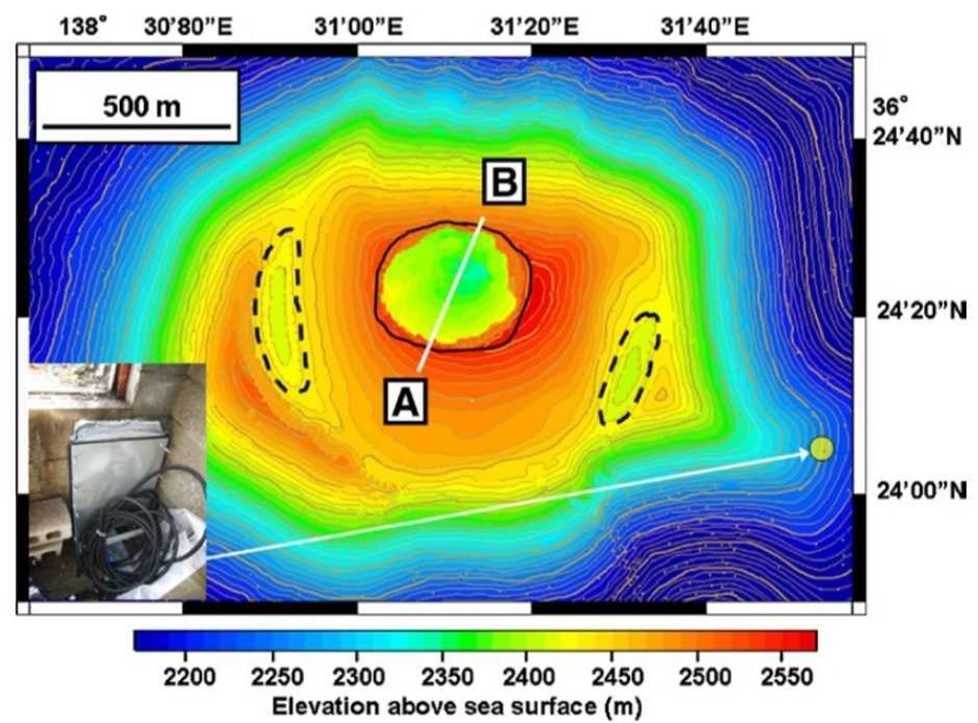 138° 30'80"E 31'00"E 31'20"E 31'40"E
500 m
36°
24'40"N
B
24'20"N
A
24'00"N
2200 2250 2300 2350 2400 2450 2500 2550
Elevation above sea surface (m)